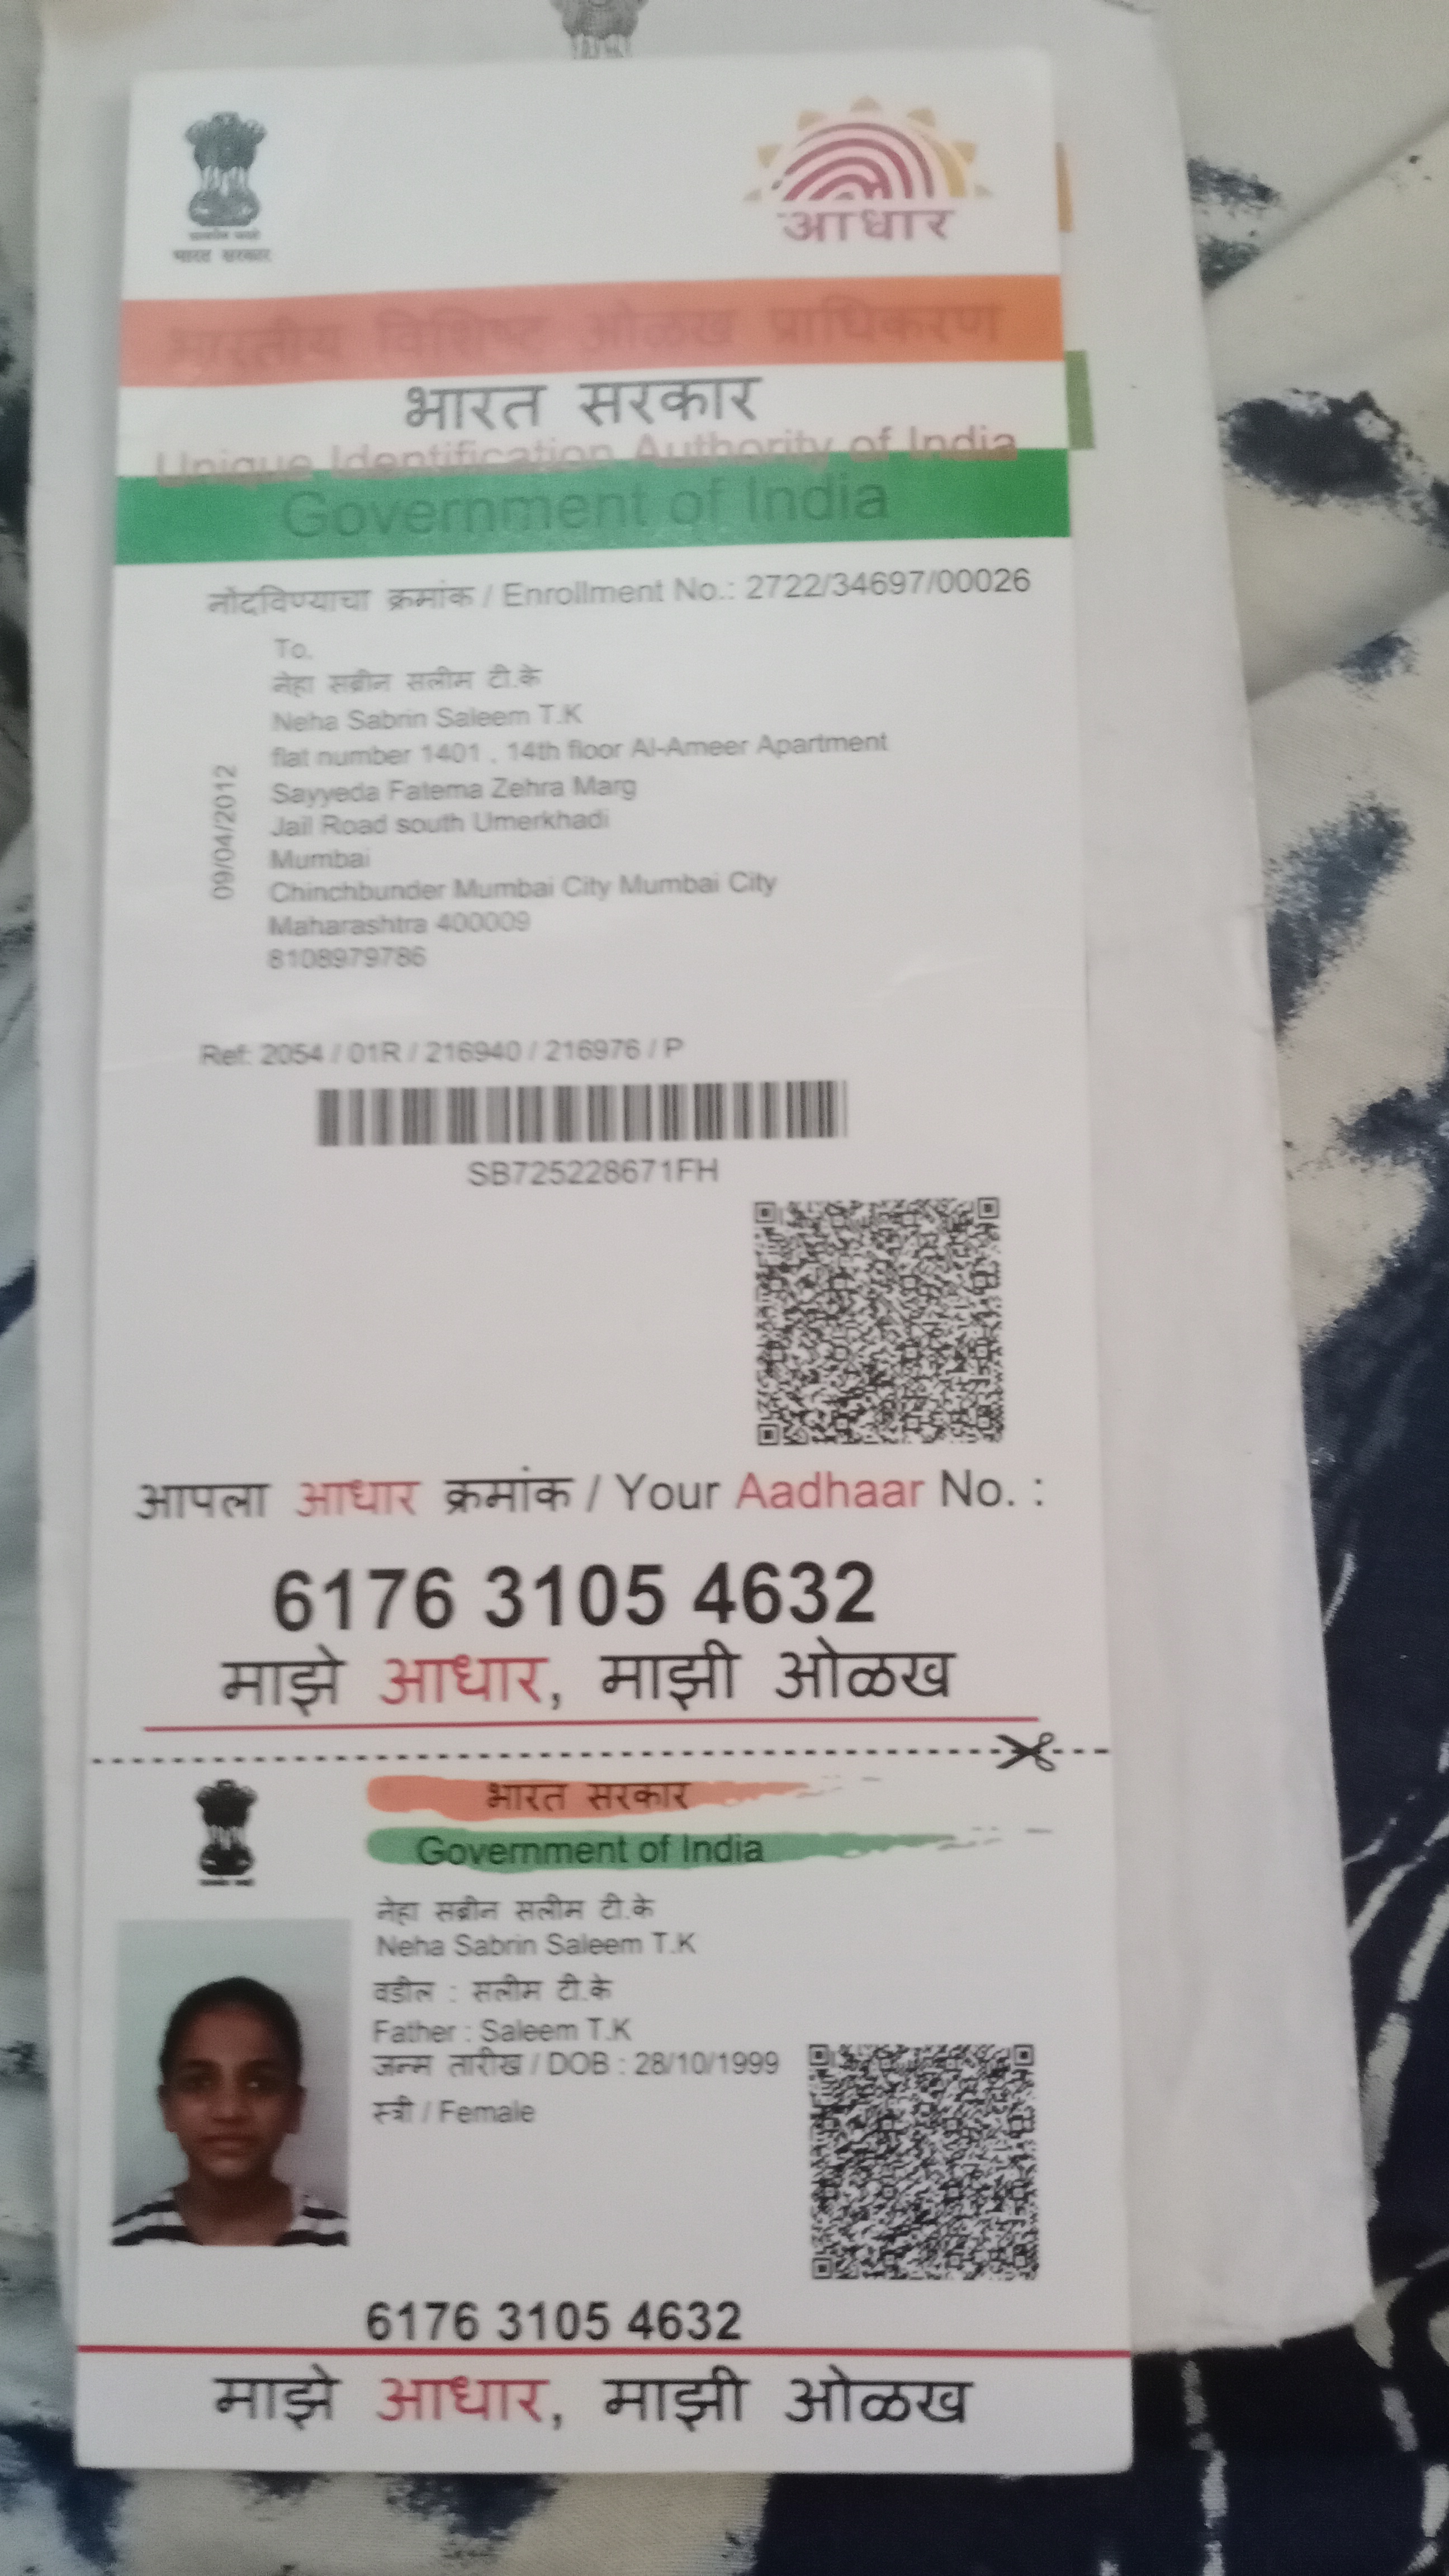 भारत सरकार
आधार
भारतीय विशिष्ट ओळख प्राधिकरण
भारत सरकार
Unique Identification Authority of India
Government of India
नोंदविण्याचा क्रमांक / Enrollment No.: 2722/34697/00026
To,
नेहा सब्रीन सलीम टी.के
Neha Sabrin Saleem T.K
flat number 1401 , 14th floor Al-Ameer Apartment
Sayyeda Fatema Zehra Marg
Jail Road south Umerkhadi
Mumbai
Chinchbunder Mumbai City Mumbai City
Maharashtra 400009
8108979786
09/04/2012
Ref: 2054 / 01R / 216940 / 216976 / P
SB725228671FH
आपला आधार क्रमांक / Your Aadhaar No. :
6176 3105 4632
माझे आधार, माझी ओळख
भारत सरकार
Government of India
नेहा सब्रीन सलीम टी.के
Neha Sabrin Saleem T.K
वडील : सलीम टी.के
Father : Saleem T.K
जन्म तारीख / DOB : 28/10/1999
स्त्री / Female
6176 3105 4632
माझे आधार, माझी ओळख